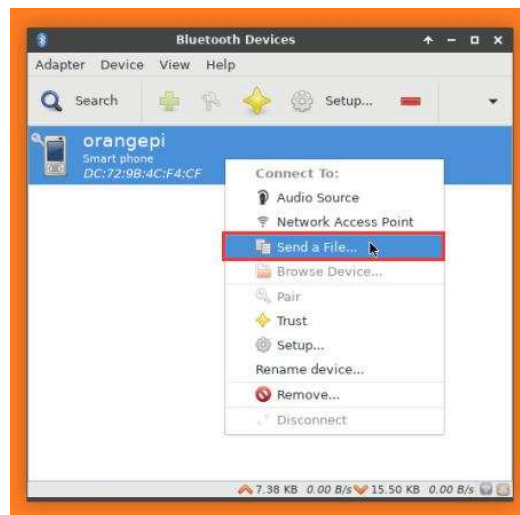 Bluetooth Devices
Adapter Device View Help
Search Setup...
orangepi
Smart phone
DC:72:9B:4C:F4:CF
Connect To:
Audio Source
Network Access Point
Send a File...
Browse Device...
Pair
Trust
Setup...
Rename device...
Remove...
Disconnect
7.38 KB 0.00 B/s 15.50 KB 0.00 B/s